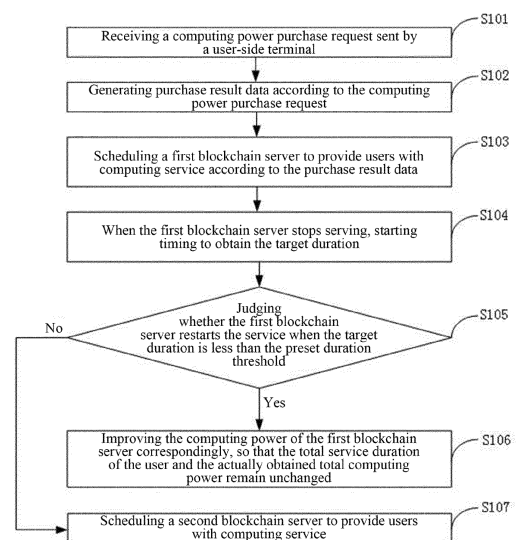 S101
Receiving a computing power purchase request sent by
a user-side terminal
S102
Generating purchase result data according to the computing
power purchase request
S103
Scheduling a first blockchain server to provide users with
computing service according to the purchase result data
S104
When the first blockchain server stops serving, starting
timing to obtain the target duration
Judging
whether the first blockchain
server restarts the service when the target
duration is less than the preset duration
threshold
S105
No
Yes
Improving the computing power of the first blockchain
server correspondingly, so that the total service duration
of the user and the actually obtained total computing
power remain unchanged
S106
S107
Scheduling a second blockchain server to provide users
with computing service